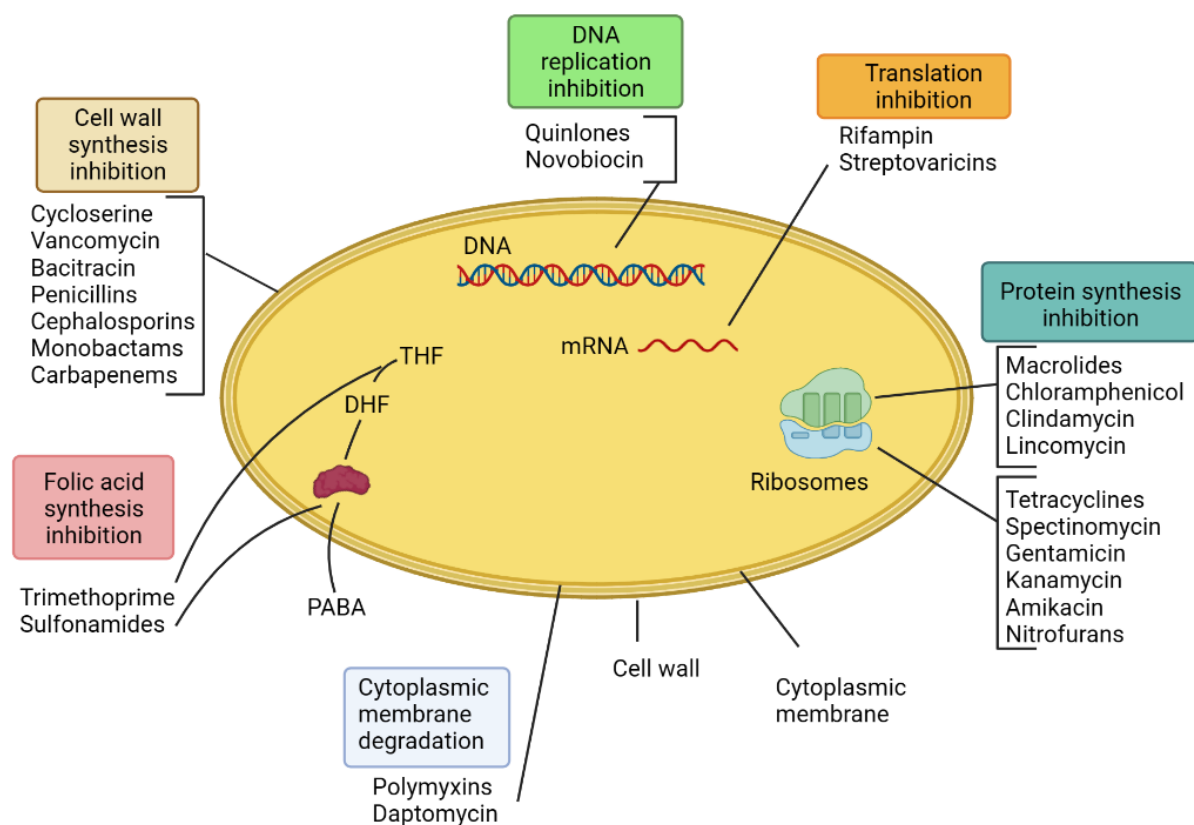 DNA
replication
inhibition
Quinlones
Novobiocin
Translation
inhibition
Rifampin
Streptovaricins
Cell wall
synthesis
inhibition
Cycloserine
Vancomycin
Bacitracin
Penicillins
Cephalosporins
Monobactams
Carbapenems
DNA
mRNA
THF
DHF
PABA
Ribosomes
Protein synthesis
inhibition
Macrolides
Chloramphenicol
Clindamycin
Lincomycin
Tetracyclines
Spectinomycin
Gentamicin
Kanamycin
Amikacin
Nitrofurans
Folic acid
synthesis
inhibition
Trimethoprime
Sulfonamides
Cytoplasmic
membrane
degradation
Polymyxins
Daptomycin
Cell wall
Cytoplasmic
membrane